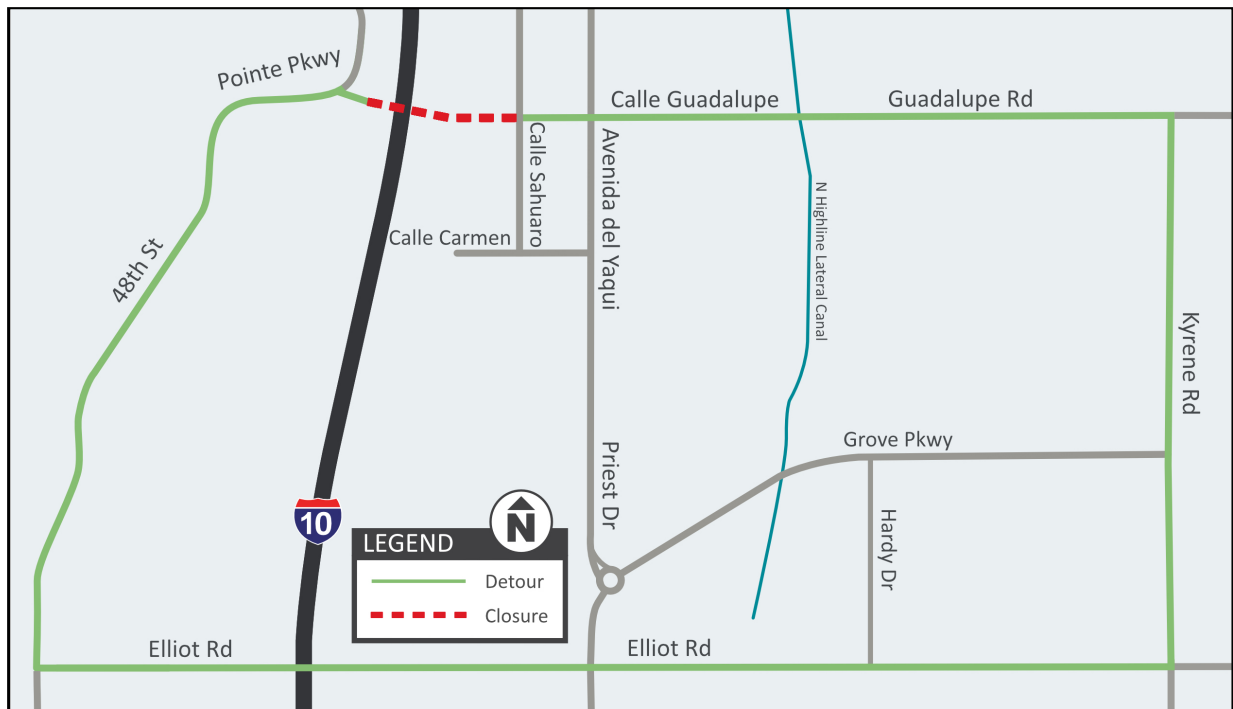 Pointe Pkwy
Calle Guadalupe
Guadalupe Rd
Calle Sahuaro
Avenida del Yaqui
N Highline Lateral Canal
Calle Carmen
48th St
Kyrene Rd
Grove Pkwy
Priest Dr
Hardy Dr
10
N
LEGEND
Detour
Closure
Elliot Rd
Elliot Rd